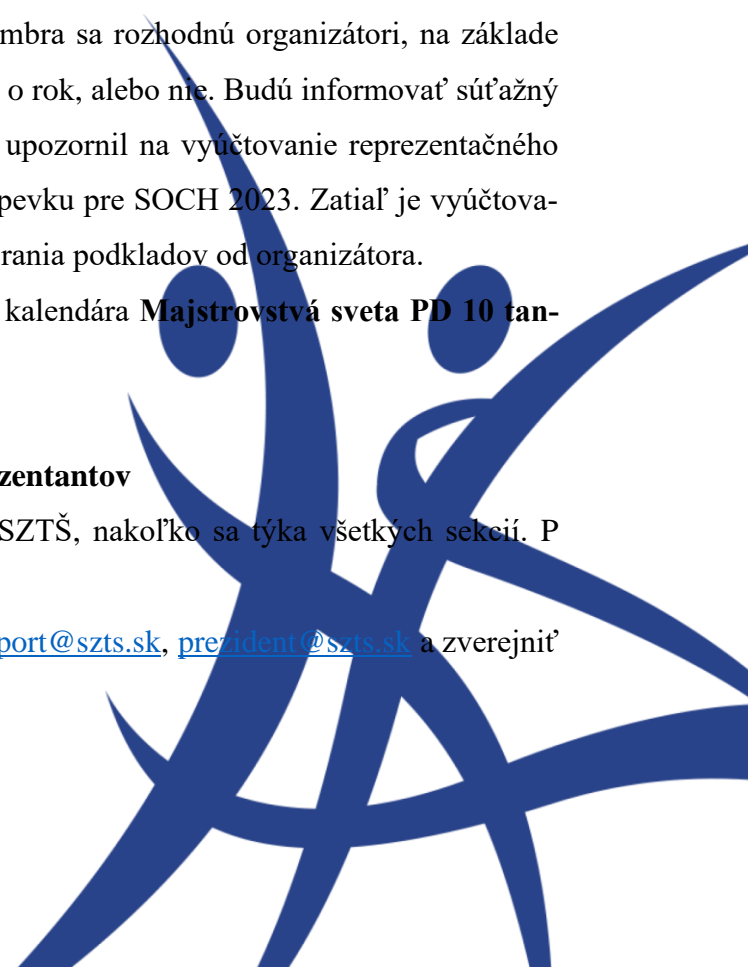 mbra sa rozhodnú organizátori, na základe
o rok, alebo nie. Budú informovať súťažný
upozornil na vyúčtovanie reprezentačného
pevku pre SOCH 2023. Zatiaľ je vyúčtova-
rania podkladov od organizátora.
kalendára Majstrovstvá sveta PD 10 tan-
zentantov
SZTŠ, nakoľko sa týka všetkých sekcií. P
port@szts.sk, prezident@szts.sk a zverejniť